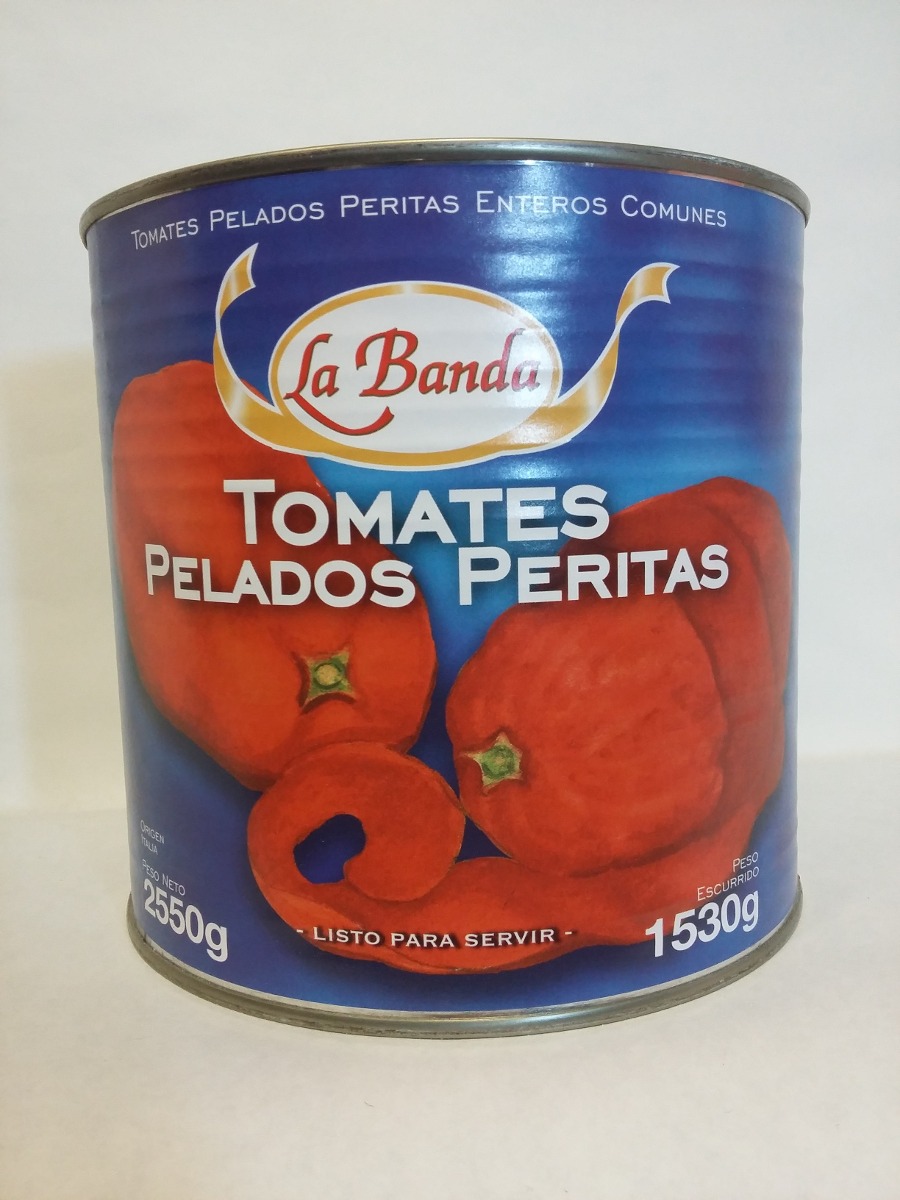 Tomates Pelados Peritas Enteros Comunes
La Banda
Tomates
Pelados Peritas
Origen
Italia
Peso Neto
2550g
- LISTO PARA SERVIR -
Peso
Escurrido
1530g